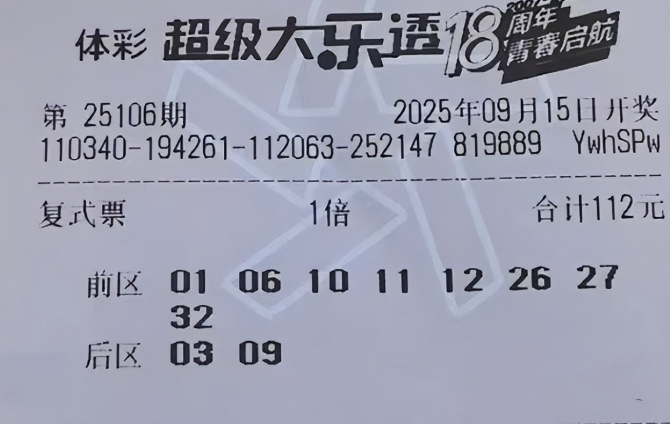 体彩 超级大乐透 18周年 青春启航
第 25106期 2025年09月15日开奖
110340-194261-112063-252147 819889 YwhSPw
复式票 1倍 合计112元
前区 01 06 10 11 12 26 27
32
后区 03 09